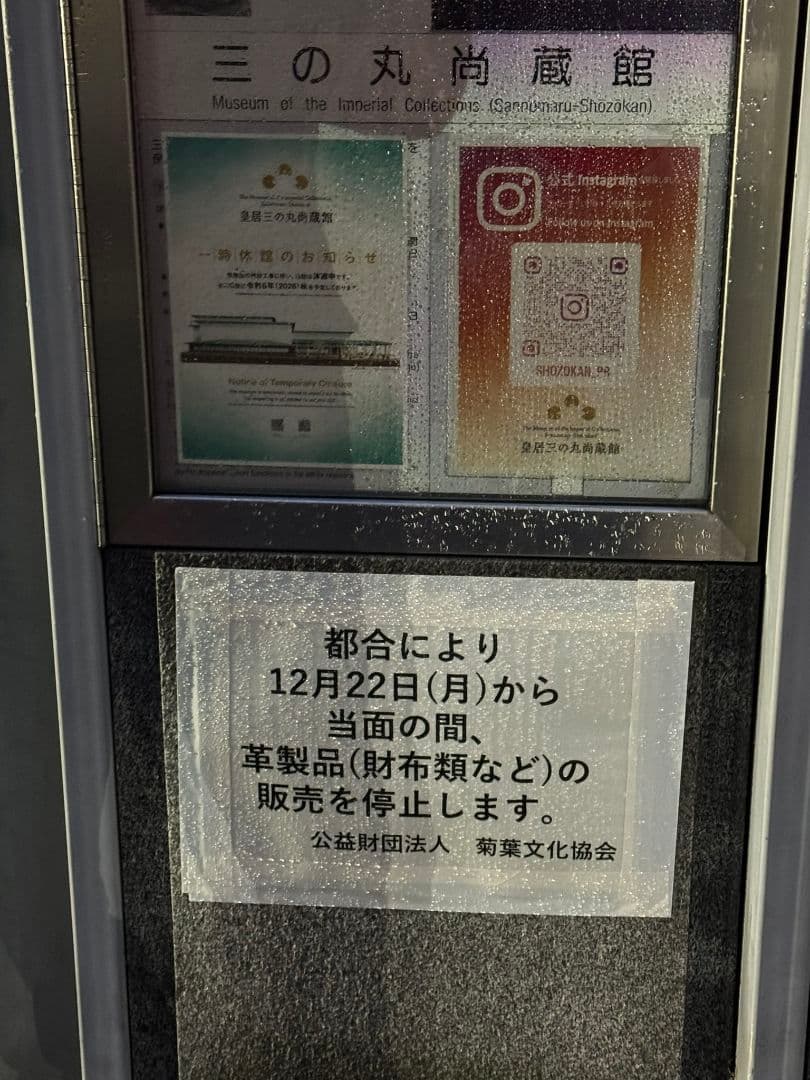 三の丸尚蔵館
Museum of the Imperial Collections (Sannomaru-Shozokan)
皇居三の丸尚蔵館
一時休館のお知らせ
Notice of Temporary Closure
公式 Instagram
Follow us on Instagram
SHOZOKAN_PR
皇居三の丸尚蔵館
都合により
12月22日(月)から
当面の間、
革製品(財布類など)の
販売を停止します。
公益財団法人　菊葉文化協会